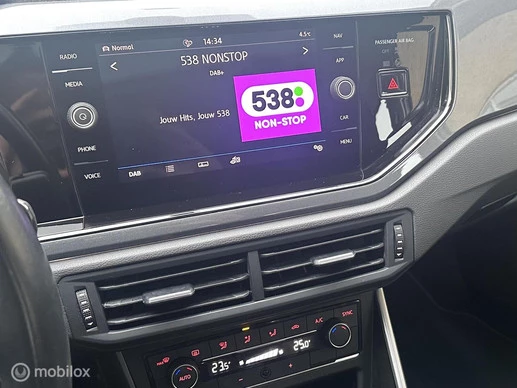 RADIO
MEDIA
PHONE
VOICE
Normal
14:34
4.5°C
538 NONSTOP
DAB+
Jouw Hits, Jouw 538
538
NON-STOP
DAB
NAV
APP
CAR
MENU
PASSENGER AIR BAG
OFF
A/C
SYNC
AUTO
23.5
25.0
mobilox